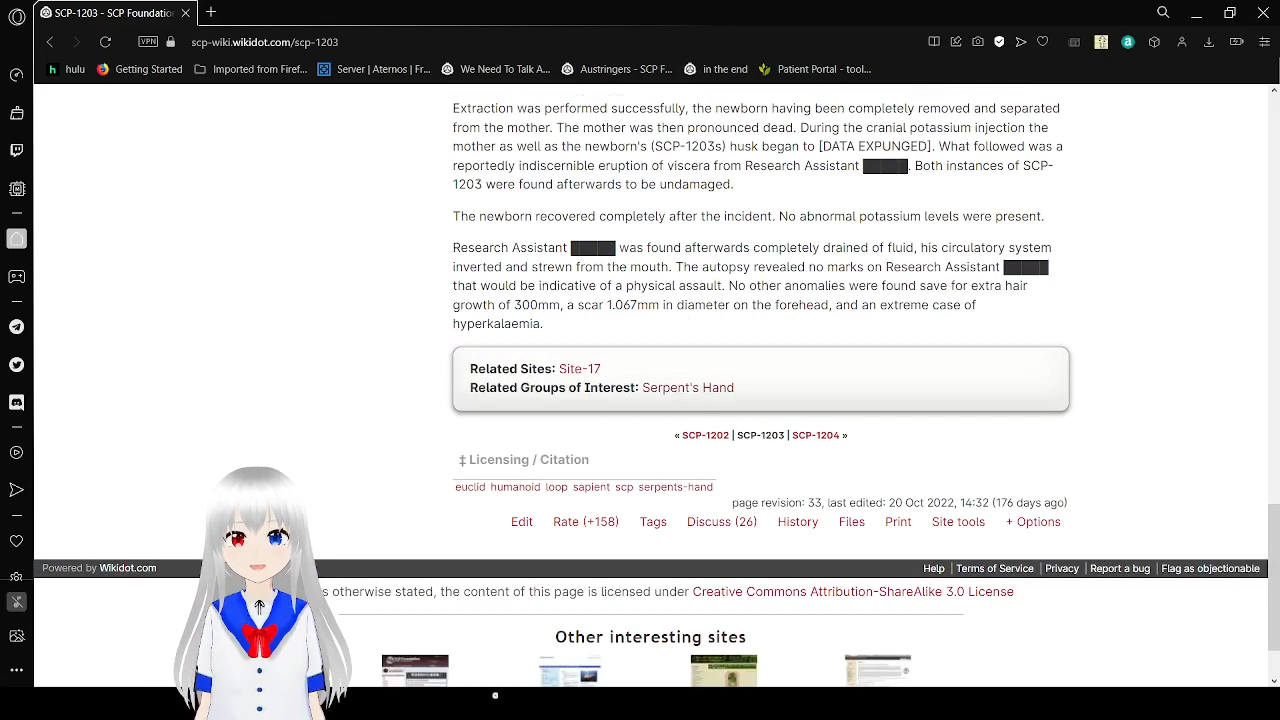 SCP-1203 - SCP Foundation
VPN scp-wiki.wikidot.com/scp-1203
h hulu Getting Started Imported from Firef... Server | Aternos | Fr... We Need To Talk A... Austringers - SCP F... in the end Patient Portal - tool...
Extraction was performed successfully, the newborn having been completely removed and separated
from the mother. The mother was then pronounced dead. During the cranial potassium injection the
mother as well as the newborn's (SCP-1203s) husk began to [DATA EXPUNGED]. What followed was a
reportedly indiscernible eruption of viscera from Research Assistant █████. Both instances of SCP-
1203 were found afterwards to be undamaged.
The newborn recovered completely after the incident. No abnormal potassium levels were present.
Research Assistant █████ was found afterwards completely drained of fluid, his circulatory system
inverted and strewn from the mouth. The autopsy revealed no marks on Research Assistant █████
that would be indicative of a physical assault. No other anomalies were found save for extra hair
growth of 300mm, a scar 1.067mm in diameter on the forehead, and an extreme case of
hyperkalaemia.
Related Sites: Site-17
Related Groups of Interest: Serpent's Hand
« SCP-1202 | SCP-1203 | SCP-1204 »
‡ Licensing / Citation
euclid humanoid loop sapient scp serpents-hand
page revision: 33, last edited: 20 Oct 2022, 14:32 (176 days ago)
Edit Rate (+158) Tags Discuss (26) History Files Print Site tools + Options
Powered by Wikidot.com Help | Terms of Service | Privacy | Report a bug | Flag as objectionable
s otherwise stated, the content of this page is licensed under Creative Commons Attribution-ShareAlike 3.0 License
Other interesting sites